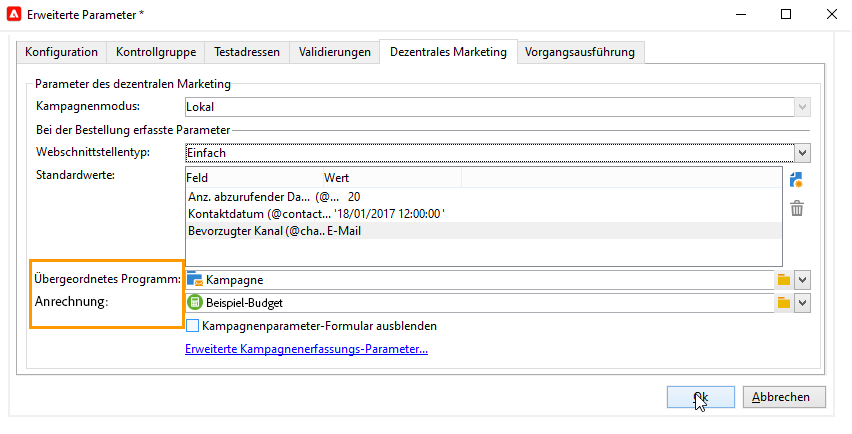 Erweiterte Parameter *
Konfiguration Kontrollgruppe Testadressen Validierungen Dezentrales Marketing Vorgangsausführung
Parameter des dezentralen Marketing
Kampagnenmodus: Lokal
Bei der Bestellung erfasste Parameter
Webschnittstellentyp: Einfach
Standardwerte: Feld Wert
Anz. abzurufender Da... (@... 20
Kontaktdatum (@contact... '18/01/2017 12:00:00 '
Bevorzugter Kanal (@cha.. E-Mail
Übergeordnetes Programm: Kampagne
Anrechnung: Beispiel-Budget
Kampagnenparameter-Formular ausblenden
Erweiterte Kampagnenerfassungs-Parameter...
Ok Abbrechen